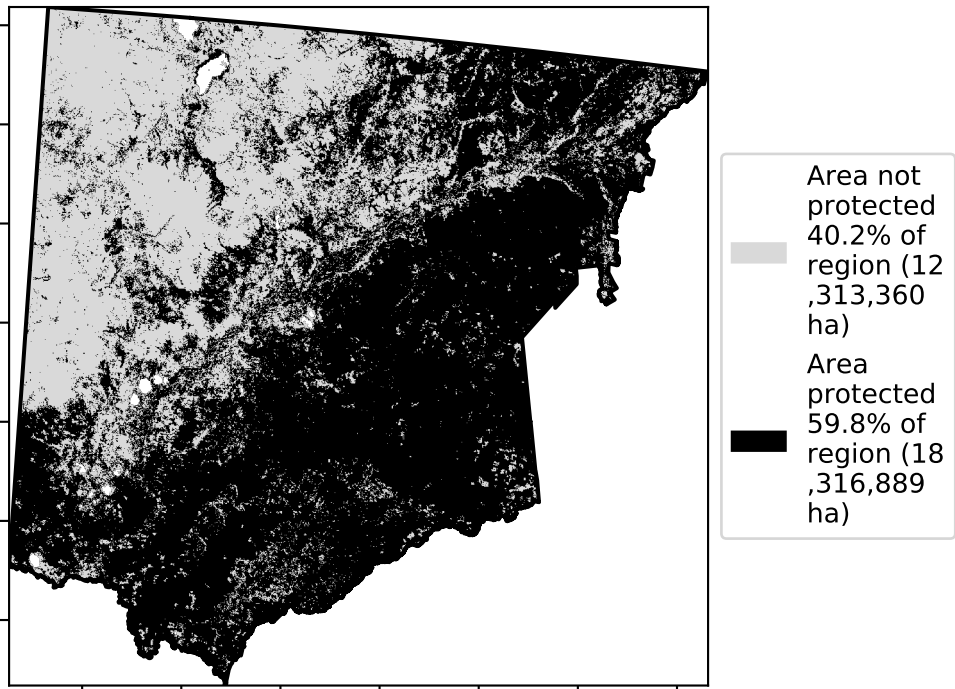 Area not
protected
40.2% of
region (12
,313,360
ha)
Area
protected
59.8% of
region (18
,316,889
ha)